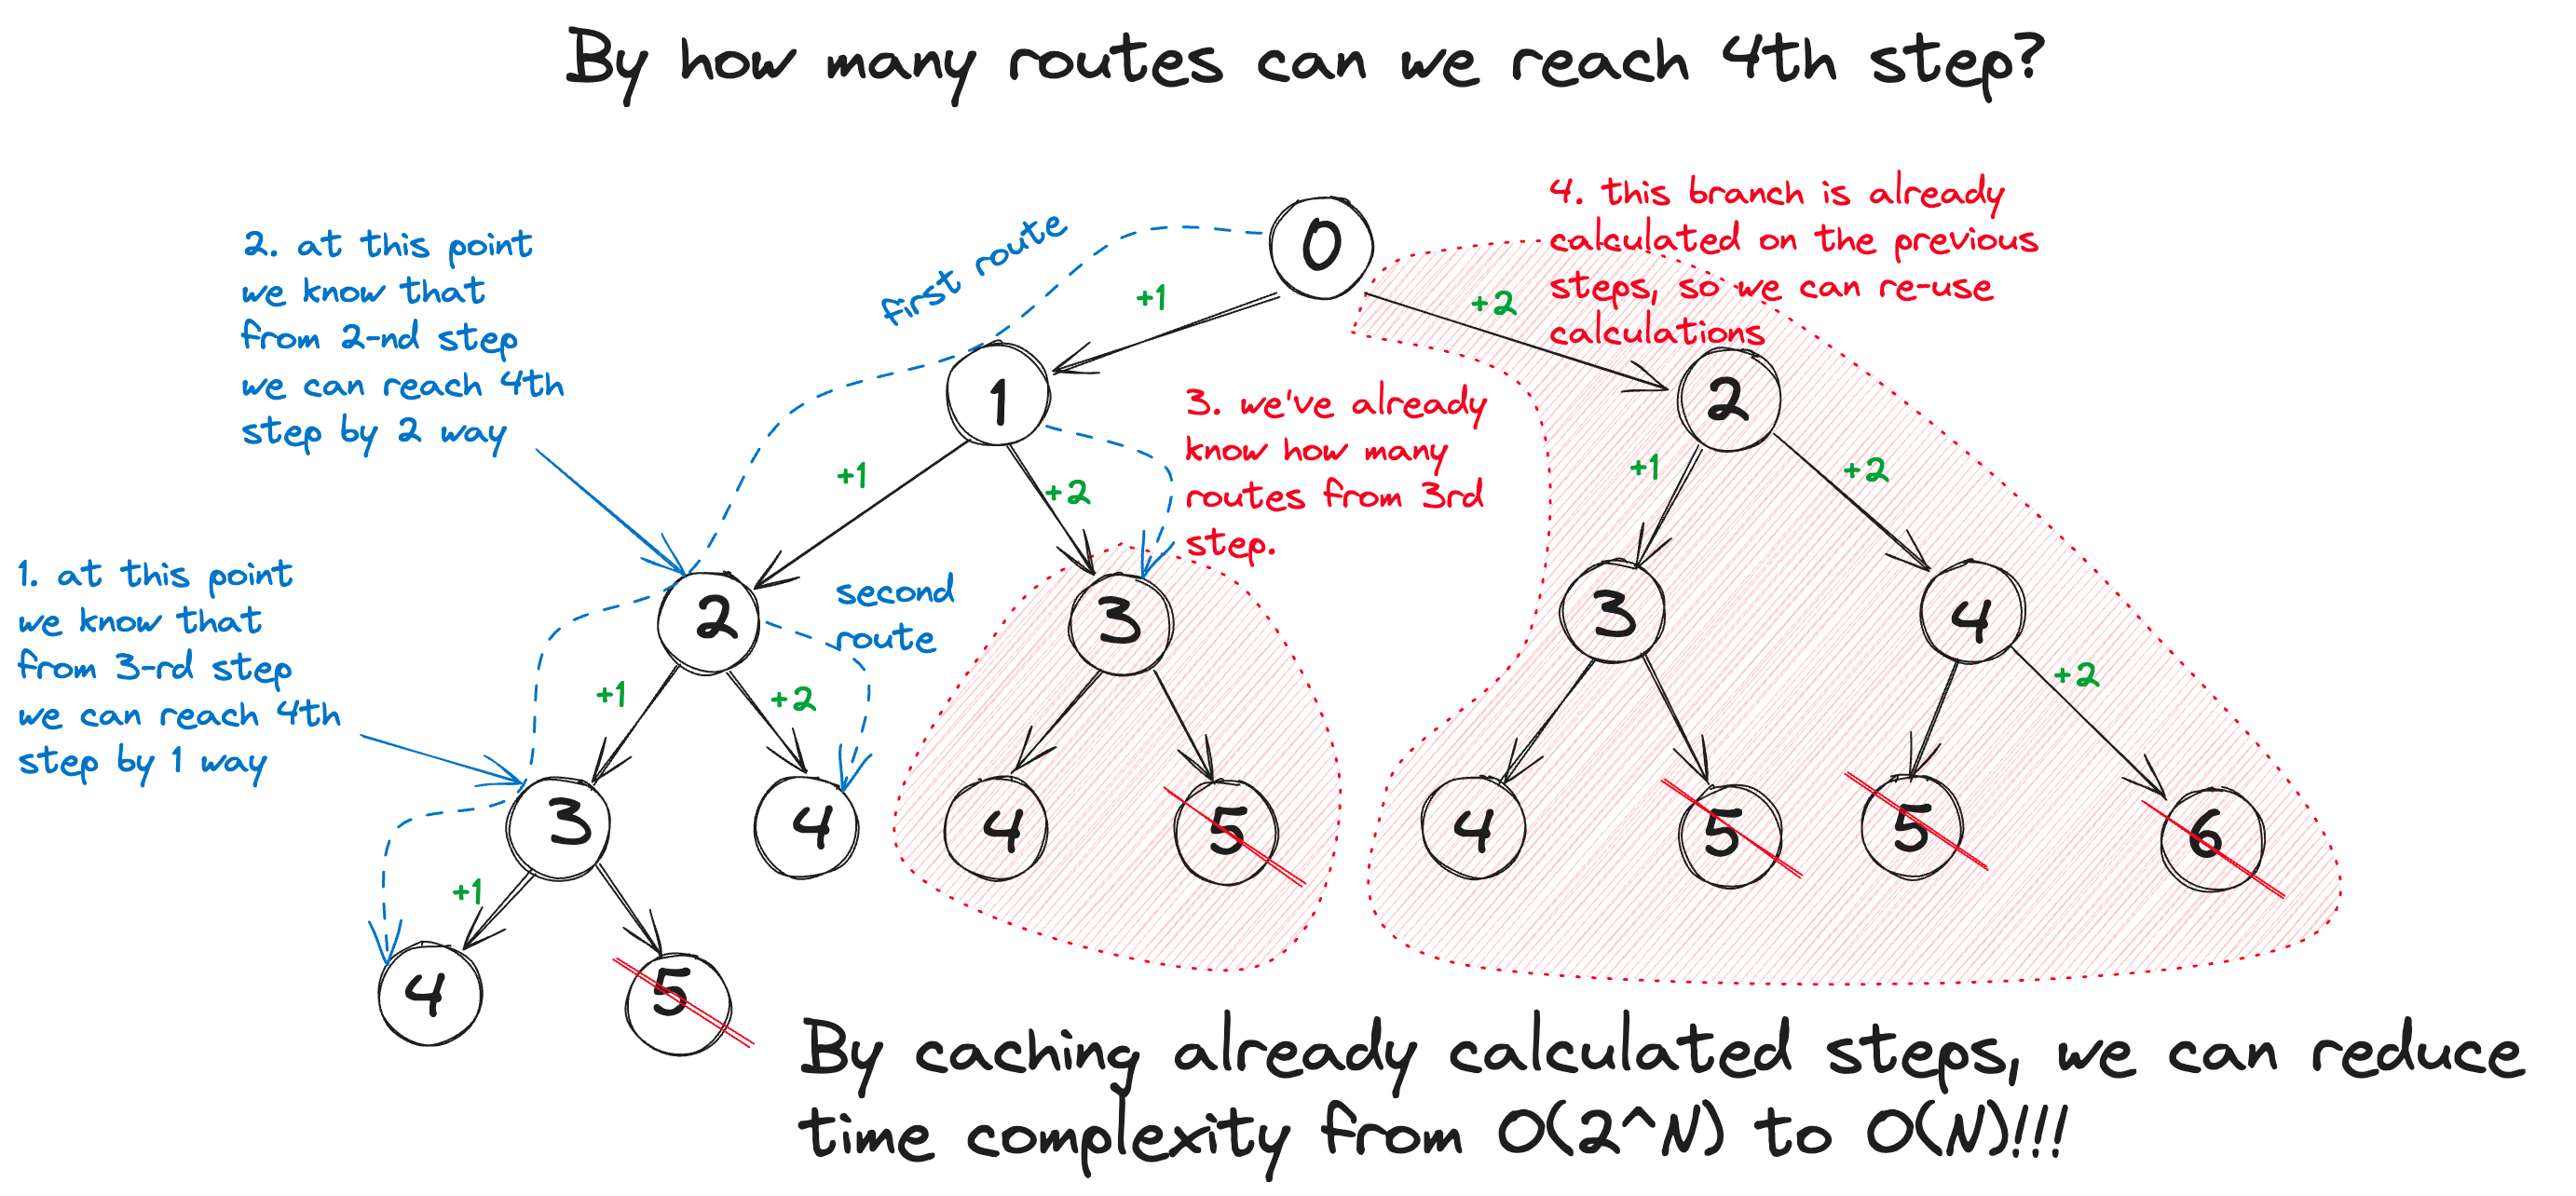 By how many routes can we reach 4th step?
4. this branch is already
calculated on the previous
steps, so we can re-use
calculations
2. at this point
we know that
from 2-nd step
we can reach 4th
step by 2 way
first route
0
+1
+2
1
2
3. we've already
know how many
routes from 3rd
step.
+1
+2
+1
+2
1. at this point
we know that
from 3-rd step
we can reach 4th
step by 1 way
2
second
route
3
3
4
+1
+2
+2
3
4
4
5
4
5
5
6
+1
4
5
By caching already calculated steps, we can reduce
time complexity from O(2^N) to O(N)!!!